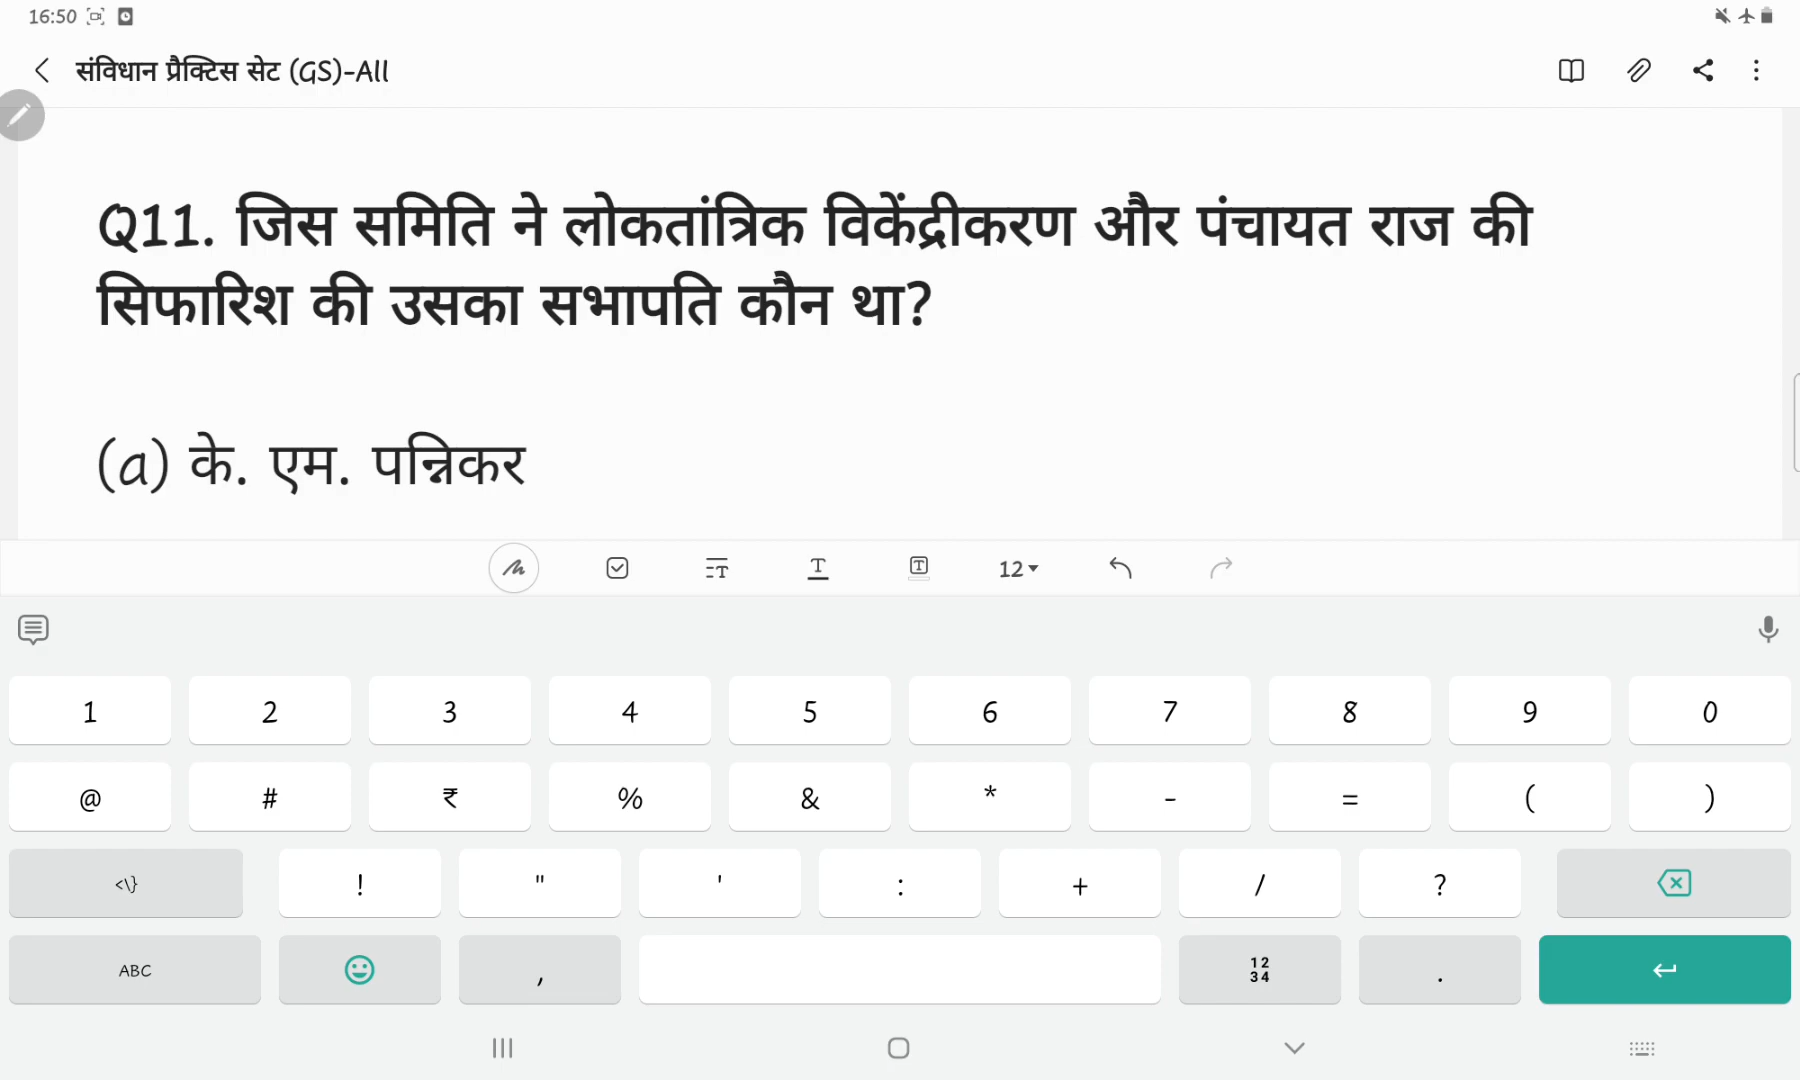 16:50
संविधान प्रैक्टिस सेट (GS)-All
Q11. जिस समिति ने लोकतांत्रिक विकेंद्रीकरण और पंचायत राज की
सिफारिश की उसका सभापति कौन था?
(a) के. एम. पन्निकर
12
1 2 3 4 5 6 7 8 9 0
@ # ₹ % & * - = ( )
<\} ! " ' : + / ?
ABC , 12 .
34